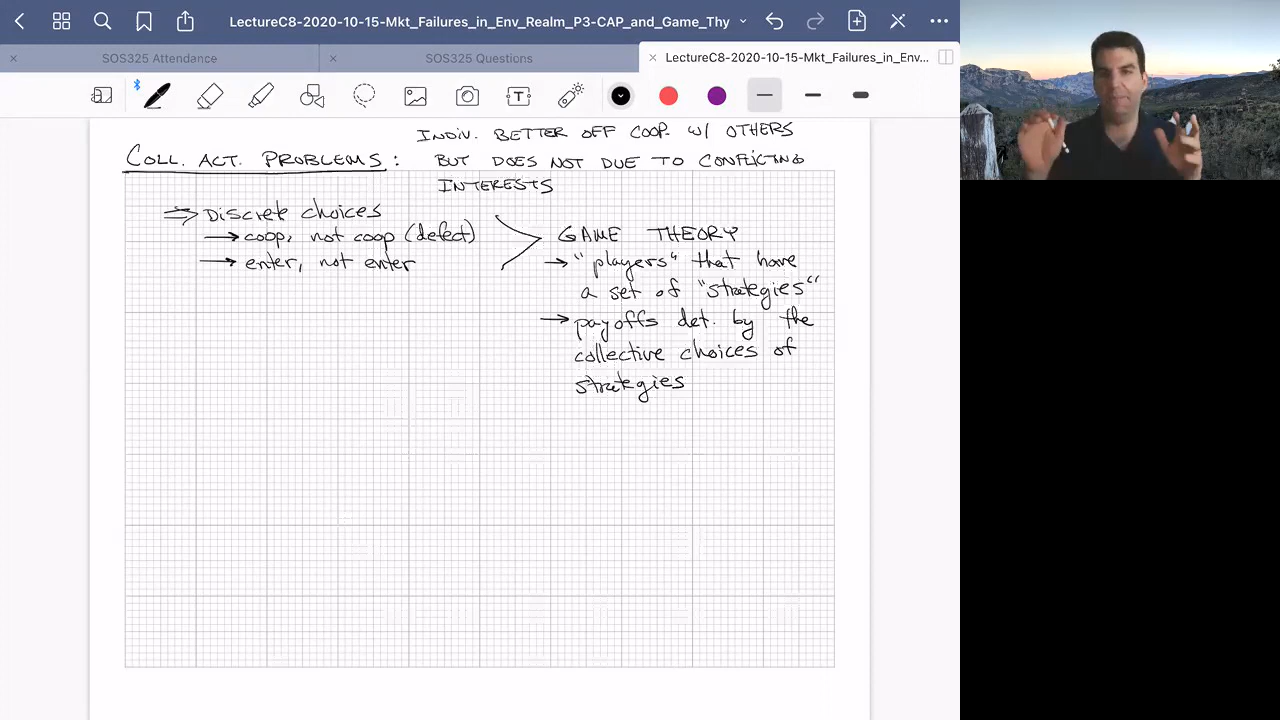 LectureC8-2020-10-15-Mkt_Failures_in_Env_Realm_P3-CAP_and_Game_Thy
SOS325 Attendance
SOS325 Questions
LectureC8-2020-10-15-Mkt_Failures_in_Env...
INDIV. BETTER OFF COOP. W/ OTHERS
COLL. ACT. PROBLEMS: BUT DOES NOT DUE TO CONFLICTING
INTERESTS
⇒ Discrete choices
→ coop, not coop (defect)
→ enter, not enter
GAME THEORY
→ "players" that have
a set of "strategies"
→ payoffs det. by the
collective choices of
strategies